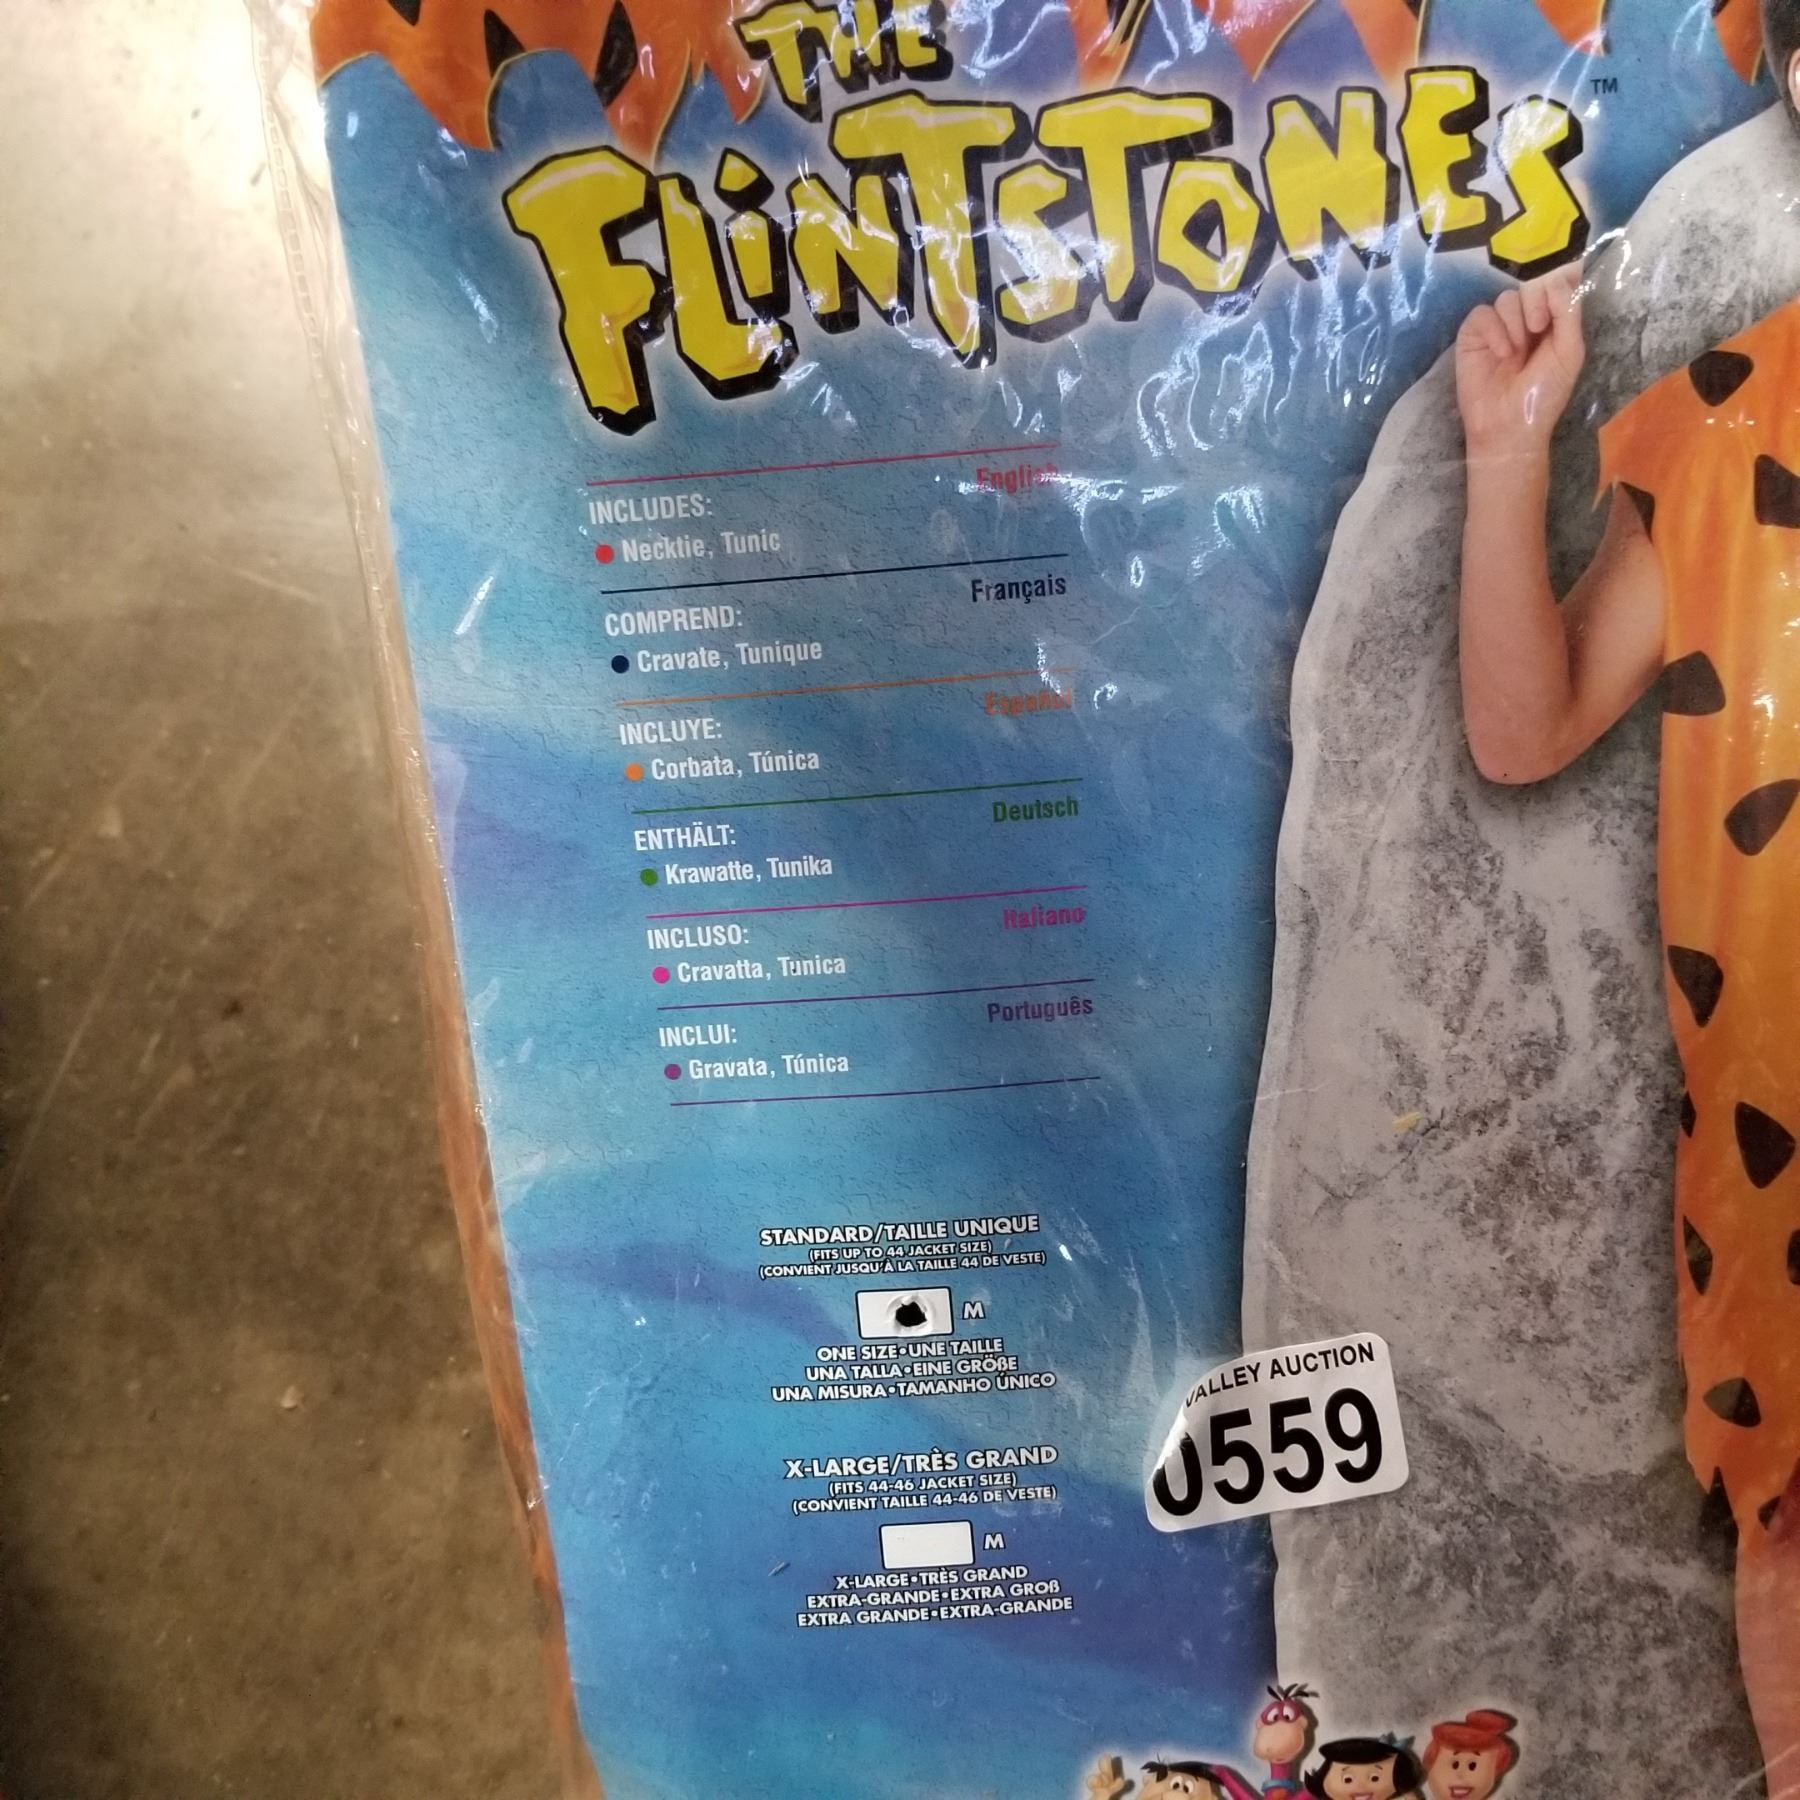 THE
FLINTSTONES™
English
INCLUDES:
• Necktie, Tunic
Français
COMPREND:
• Cravate, Tunique
Español
INCLUYE:
• Corbata, Túnica
Deutsch
ENTHÄLT:
• Krawatte, Tunika
Italiano
INCLUSO:
• Cravatta, Tunica
Português
INCLUI:
• Gravata, Túnica
STANDARD/TAILLE UNIQUE
(FITS UP TO 44 JACKET SIZE)
(CONVIENT JUSQU'À LA TAILLE 44 DE VESTE)
M
ONE SIZE•UNE TAILLE
UNA TALLA•EINE GRÖßE
UNA MISURA•TAMANHO ÚNICO
X-LARGE/TRÈS GRAND
(FITS 44-46 JACKET SIZE)
(CONVIENT TAILLE 44-46 DE VESTE)
M
X-LARGE•TRÈS GRAND
EXTRA-GRANDE•EXTRA GROß
EXTRA GRANDE•EXTRA-GRANDE
VALLEY AUCTION
0559